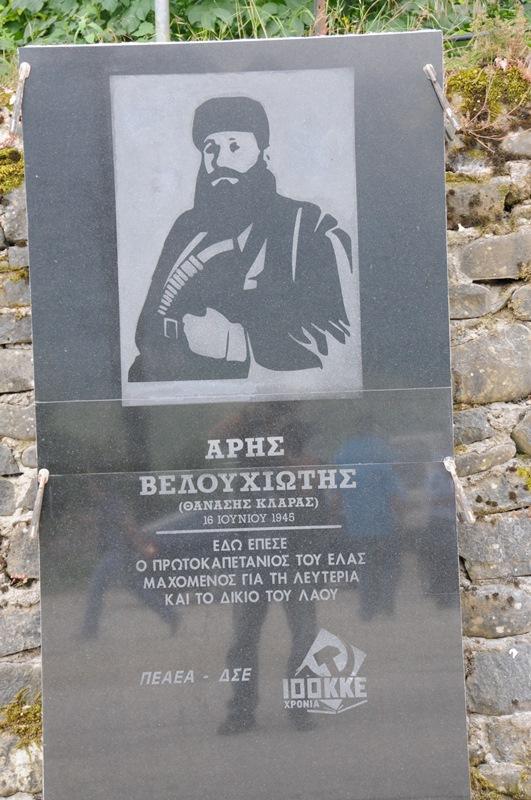 ΑΡΗΣ
ΒΕΛΟΥΧΙΩΤΗΣ
(ΘΑΝΑΣΗΣ ΚΛΑΡΑΣ)
16 ΙΟΥΝΙΟΥ 1945
ΕΔΩ ΕΠΕΣΕ
Ο ΠΡΩΤΟΚΑΠΕΤΑΝΙΟΣ ΤΟΥ ΕΛΑΣ
ΜΑΧΟΜΕΝΟΣ ΓΙΑ ΤΗ ΛΕΥΤΕΡΙΑ
ΚΑΙ ΤΟ ΔΙΚΙΟ ΤΟΥ ΛΑΟΥ
ΠΕΑΕΑ - ΔΣΕ
100ΚΚΕ
ΧΡΟΝΙΑ